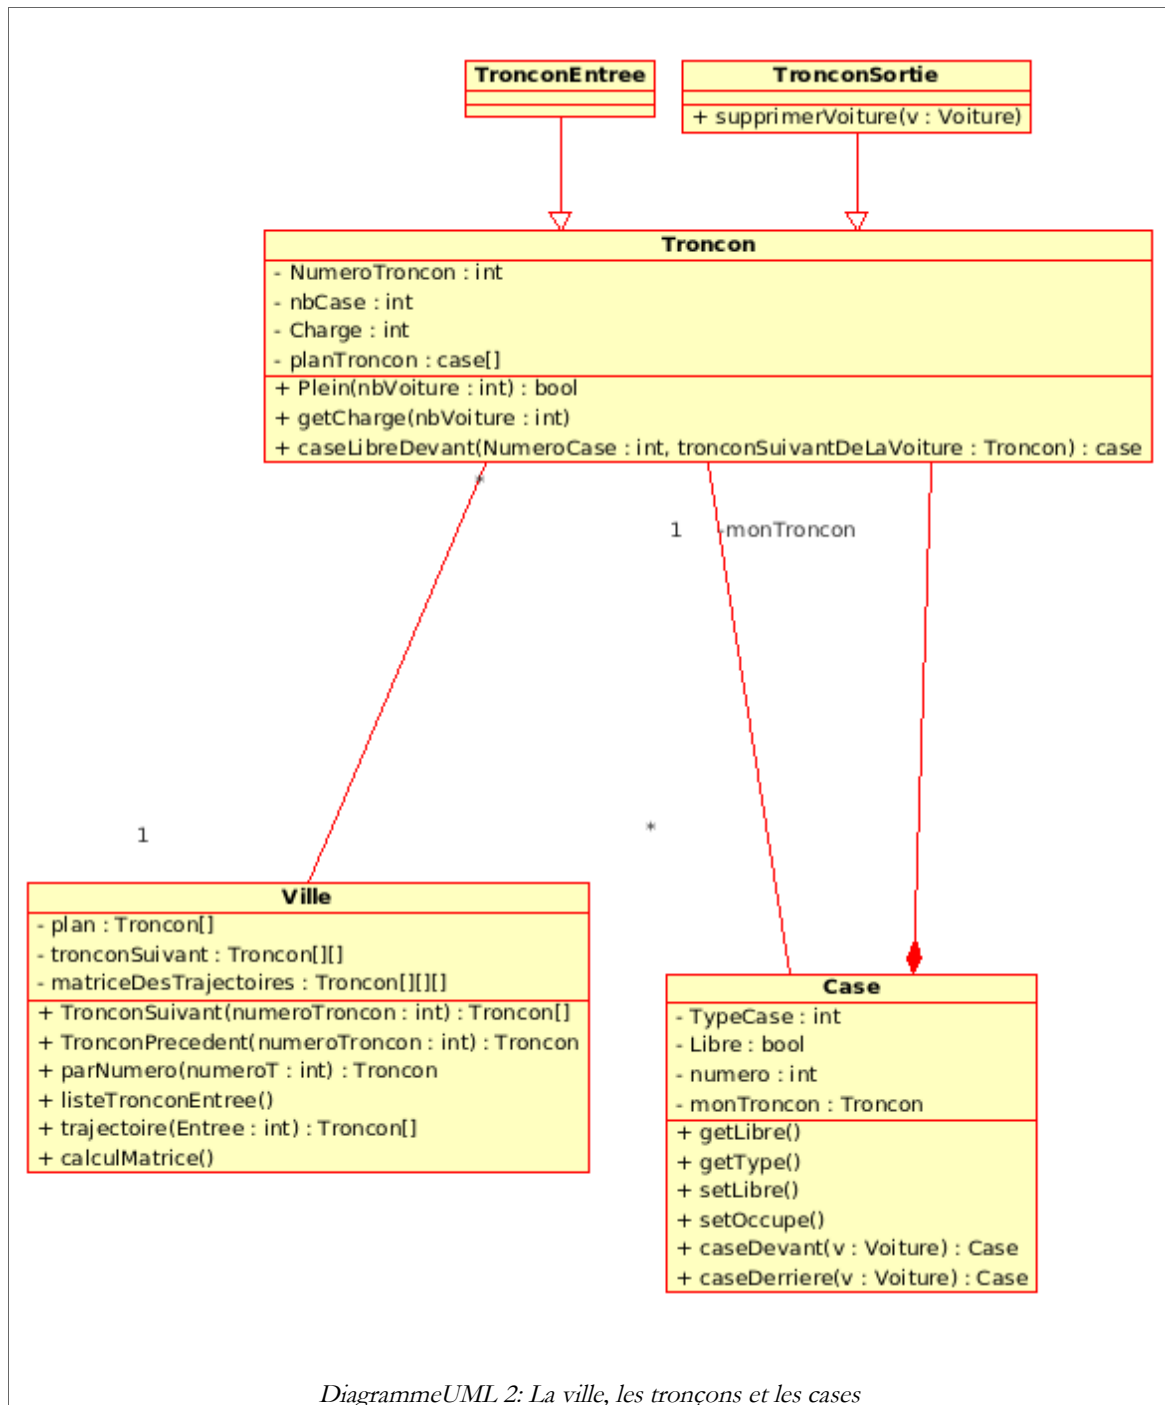 TronconEntree
TronconSortie
+ supprimerVoiture(v : Voiture)
Troncon
- NumeroTroncon : int
- nbCase : int
- Charge : int
- planTroncon : case[]
+ Plein(nbVoiture : int) : bool
+ getCharge(nbVoiture : int)
+ caseLibreDevant(NumeroCase : int, tronconSuivantDeLaVoiture : Troncon) : case
*
1 -monTroncon
1
*
Ville
- plan : Troncon[]
- tronconSuivant : Troncon[][]
- matriceDesTrajectoires : Troncon[][][]
+ TronconSuivant(numeroTroncon : int) : Troncon[]
+ TronconPrecedent(numeroTroncon : int) : Troncon
+ parNumero(numeroT : int) : Troncon
+ listeTronconEntree()
+ trajectoire(Entree : int) : Troncon[]
+ calculMatrice()
Case
- TypeCase : int
- Libre : bool
- numero : int
- monTroncon : Troncon
+ getLibre()
+ getType()
+ setLibre()
+ setOccupe()
+ caseDevant(v : Voiture) : Case
+ caseDerriere(v : Voiture) : Case
DiagrammeUML 2: La ville, les tronçons et les cases